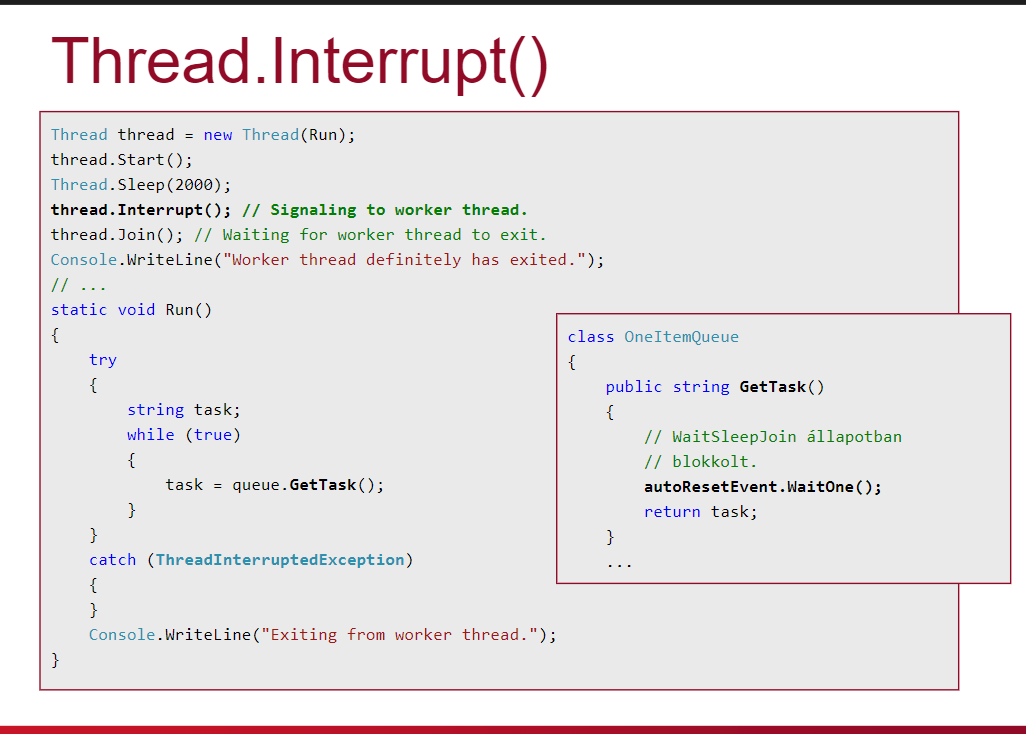 Thread.Interrupt()
Thread thread = new Thread(Run);
thread.Start();
Thread.Sleep(2000);
thread.Interrupt(); // Signaling to worker thread.
thread.Join(); // Waiting for worker thread to exit.
Console.WriteLine("Worker thread definitely has exited.");
// ...
static void Run()
{
    try
    {
        string task;
        while (true)
        {
            task = queue.GetTask();
        }
    }
    catch (ThreadInterruptedException)
    {
    }
    Console.WriteLine("Exiting from worker thread.");
}
class OneItemQueue
{
    public string GetTask()
    {
        // WaitSleepJoin állapotban
        // blokkolt.
        autoResetEvent.WaitOne();
        return task;
    }
    ...